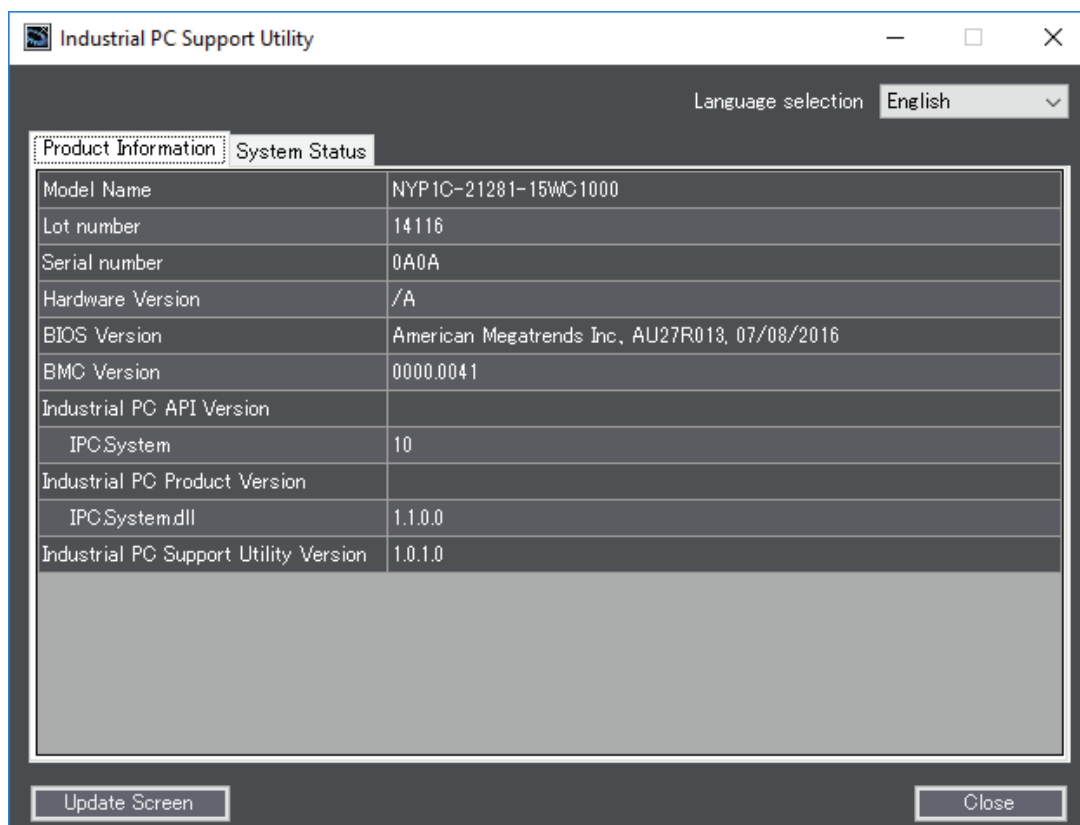 Industrial PC Support Utility
Language selection English
Product Information System Status
Model Name NYP1C-21281-15WC1000
Lot number 14116
Serial number 0A0A
Hardware Version /A
BIOS Version American Megatrends Inc., AU27R013, 07/08/2016
BMC Version 0000.0041
Industrial PC API Version
IPC.System 10
Industrial PC Product Version
IPC.System.dll 1.1.0.0
Industrial PC Support Utility Version 1.0.1.0
Update Screen Close